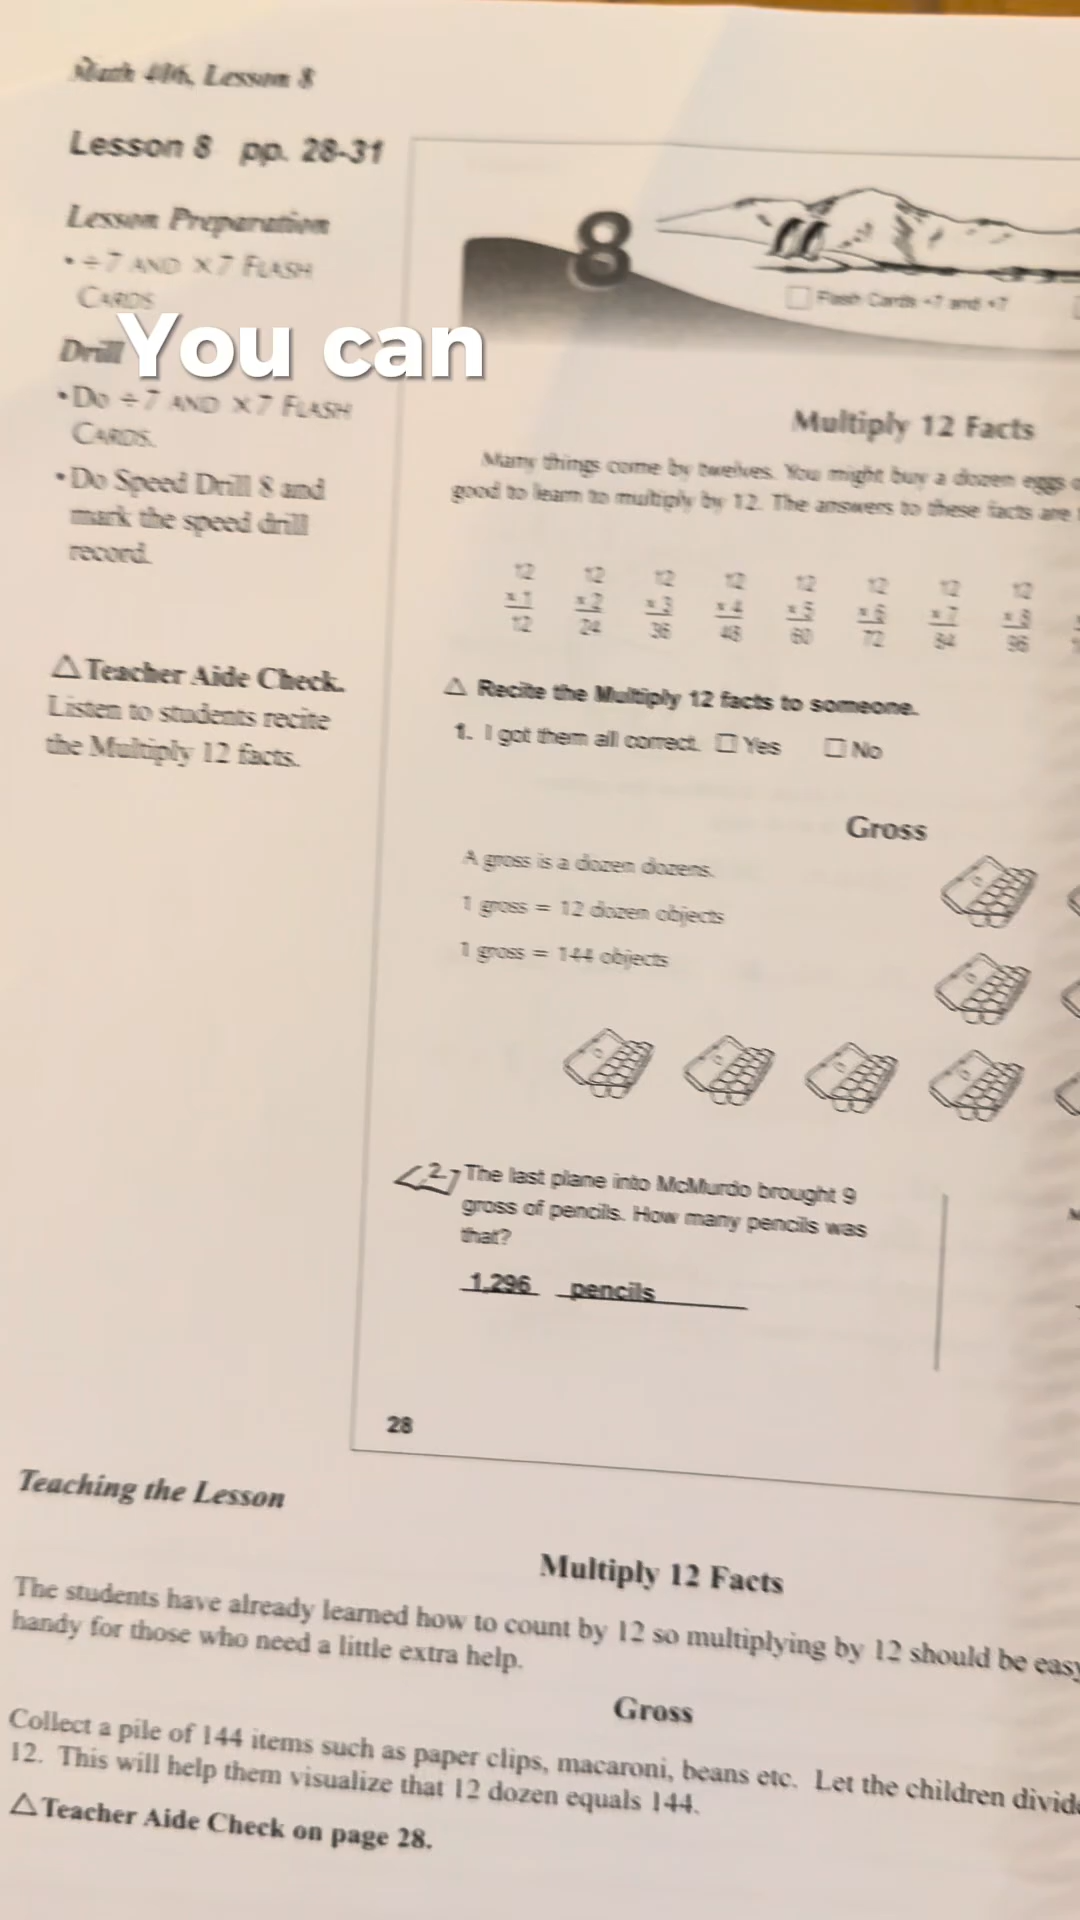 Math 406, Lesson 8
Lesson 8 pp. 28-31
Lesson Preparation
• ÷7 AND ×7 FLASH
CARDS
Drill
You can
• Do ÷7 AND ×7 FLASH
CARDS.
• Do Speed Drill 8 and
mark the speed drill
record.
△ Teacher Aide Check.
Listen to students recite
the Multiply 12 facts.
8
Flash Cards ÷7 and ×7
Multiply 12 Facts
Many things come by twelves. You might buy a dozen eggs
good to learn to multiply by 12. The answers to these facts are
12 12 12 12 12 12 12 12
x 1 x 2 x 3 x 4 x 5 x 6 x 7 x 8
12 24 36 48 60 72 84 96
△ Recite the Multiply 12 facts to someone.
1. I got them all correct. □ Yes □ No
Gross
A gross is a dozen dozens.
1 gross = 12 dozen objects
1 gross = 144 objects
2. The last plane into McMurdo brought 9
gross of pencils. How many pencils was
that?
1,296 pencils
28
Teaching the Lesson
Multiply 12 Facts
The students have already learned how to count by 12 so multiplying by 12 should be easy
handy for those who need a little extra help.
Gross
Collect a pile of 144 items such as paper clips, macaroni, beans etc. Let the children divide
12. This will help them visualize that 12 dozen equals 144.
△ Teacher Aide Check on page 28.